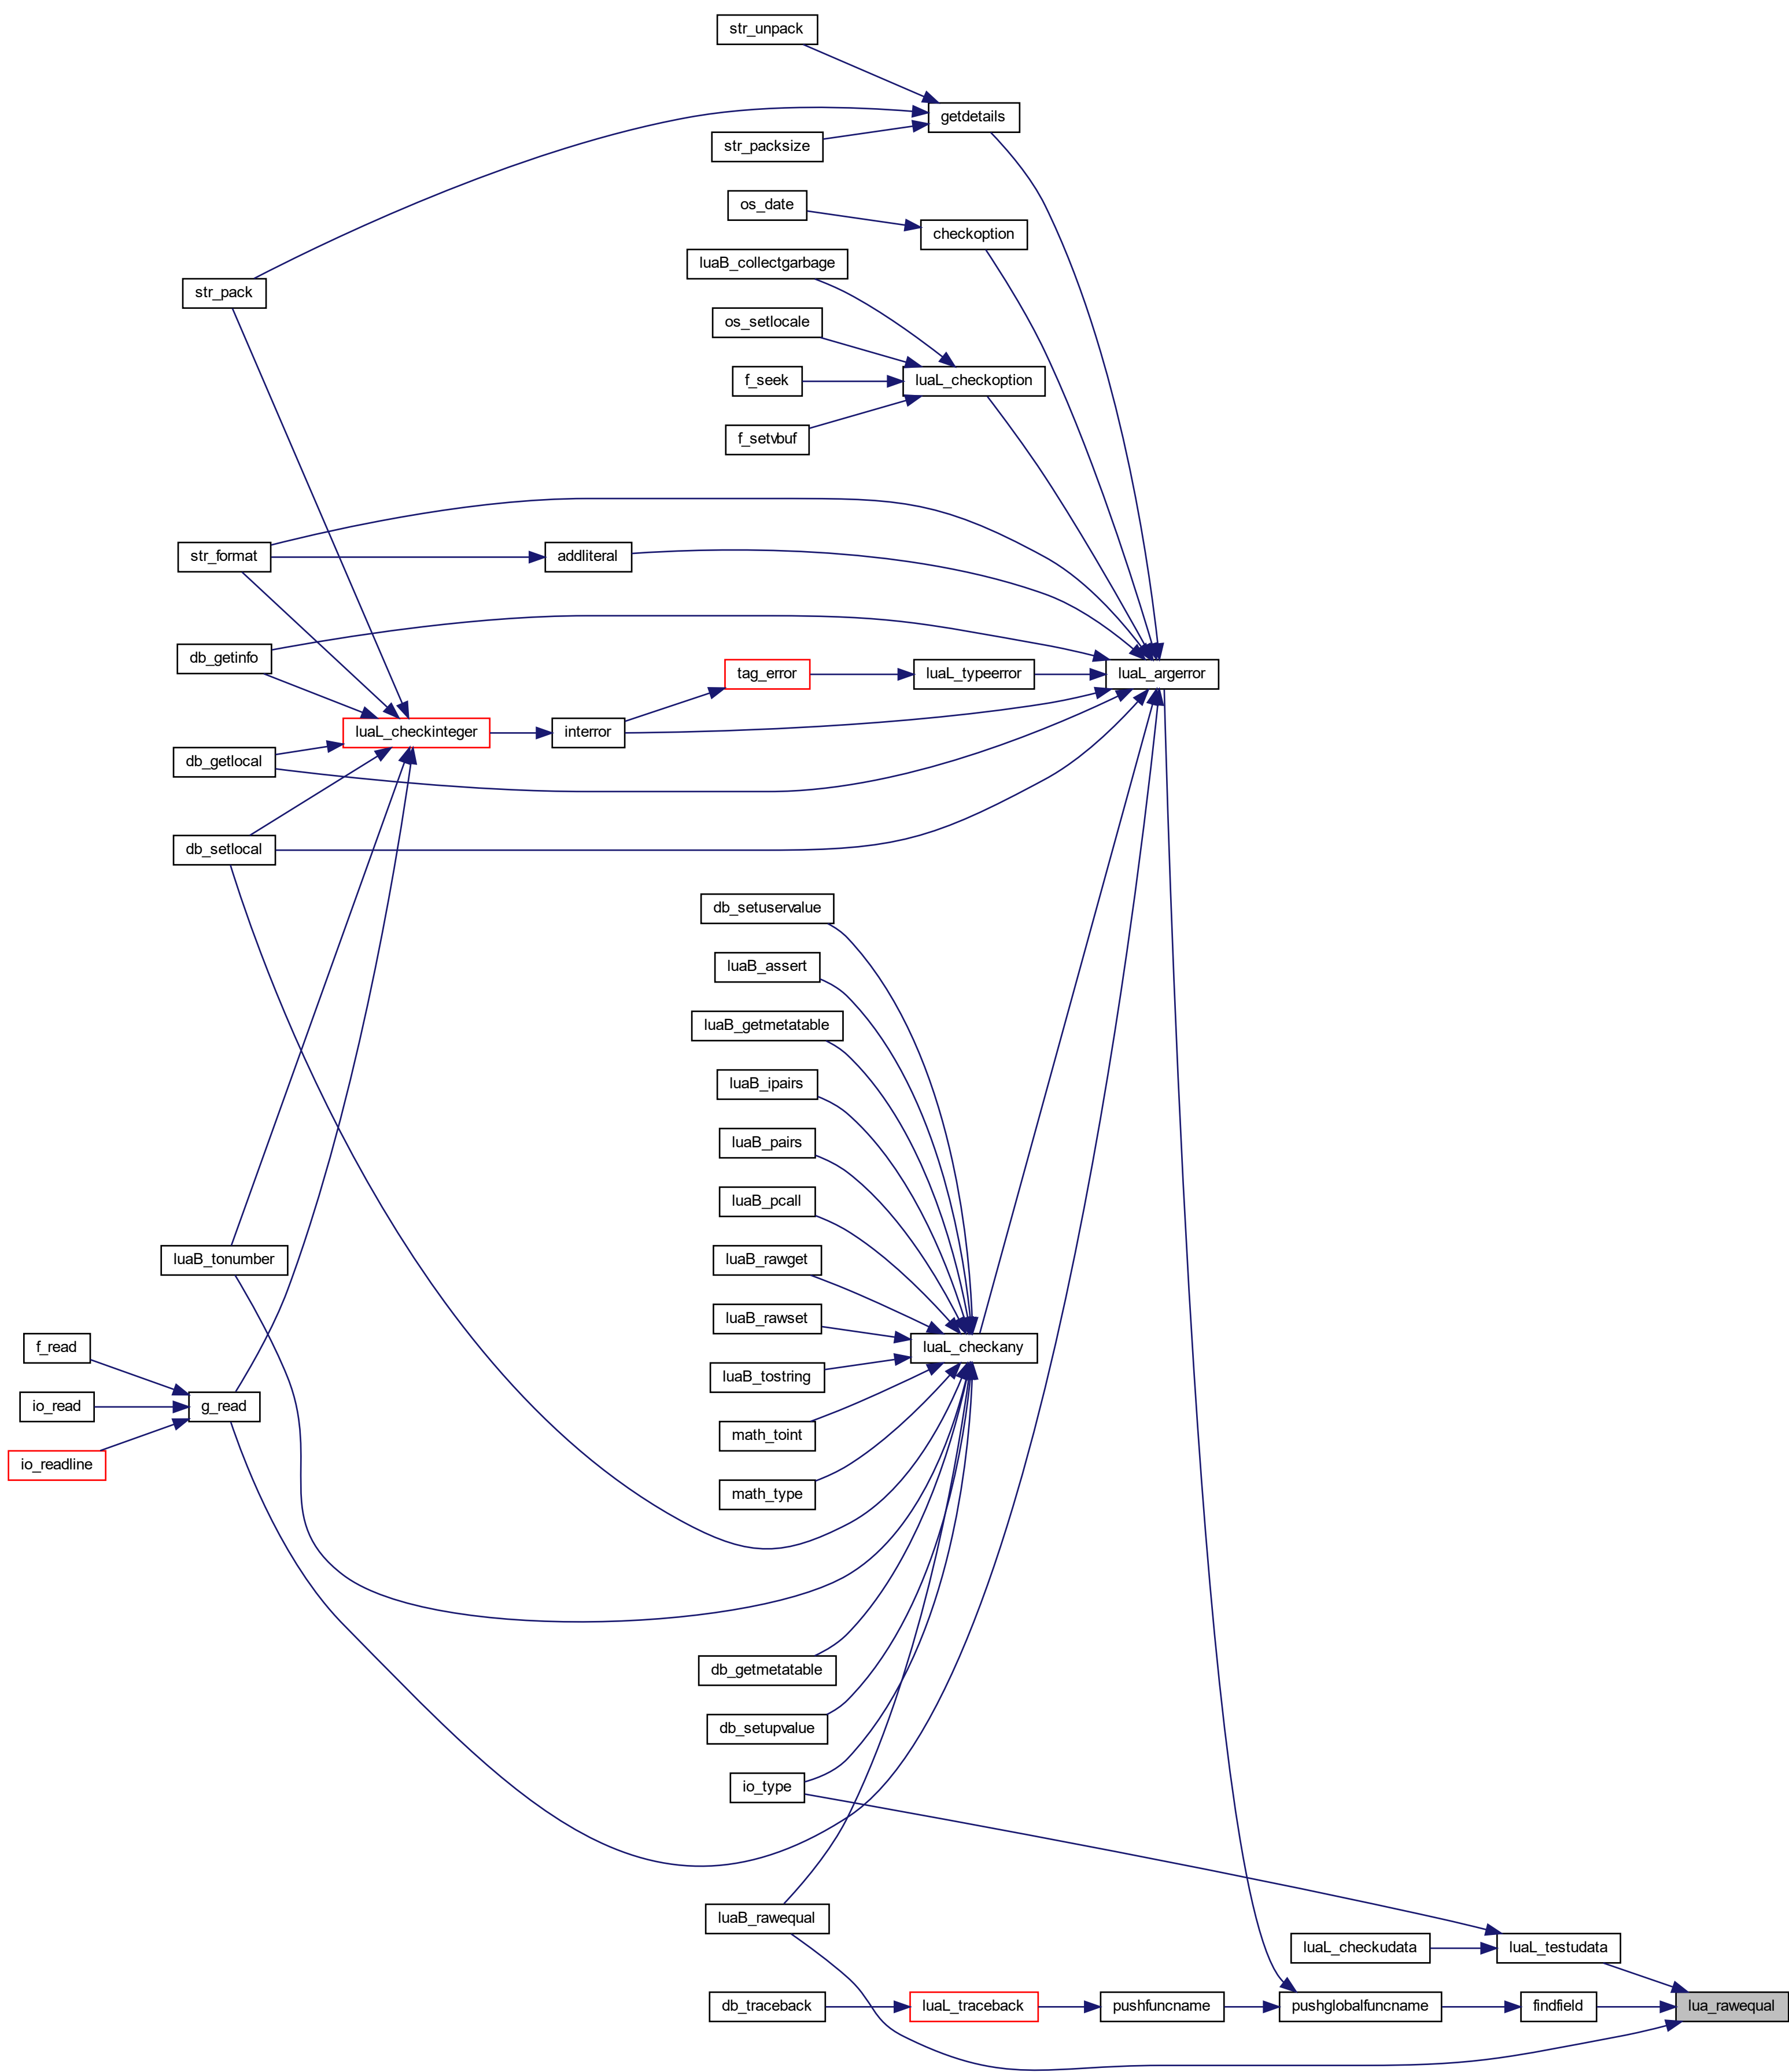 str_unpack
getdetails
str_packsize
os_date
checkoption
luaB_collectgarbage
str_pack
os_setlocale
f_seek
luaL_checkoption
f_setvbuf
str_format
addliteral
db_getinfo
tag_error
luaL_typeerror
luaL_argerror
luaL_checkinteger
interror
db_getlocal
db_setlocal
db_setuservalue
luaB_assert
luaB_getmetatable
luaB_ipairs
luaB_pairs
luaB_pcall
luaB_tonumber
luaB_rawget
luaB_rawset
f_read
luaL_checkany
luaB_tostring
io_read
g_read
math_toint
io_readline
math_type
db_getmetatable
db_setupvalue
io_type
luaB_rawequal
luaL_checkudata
luaL_testudata
db_traceback
luaL_traceback
pushfuncname
pushglobalfuncname
findfield
lua_rawequal